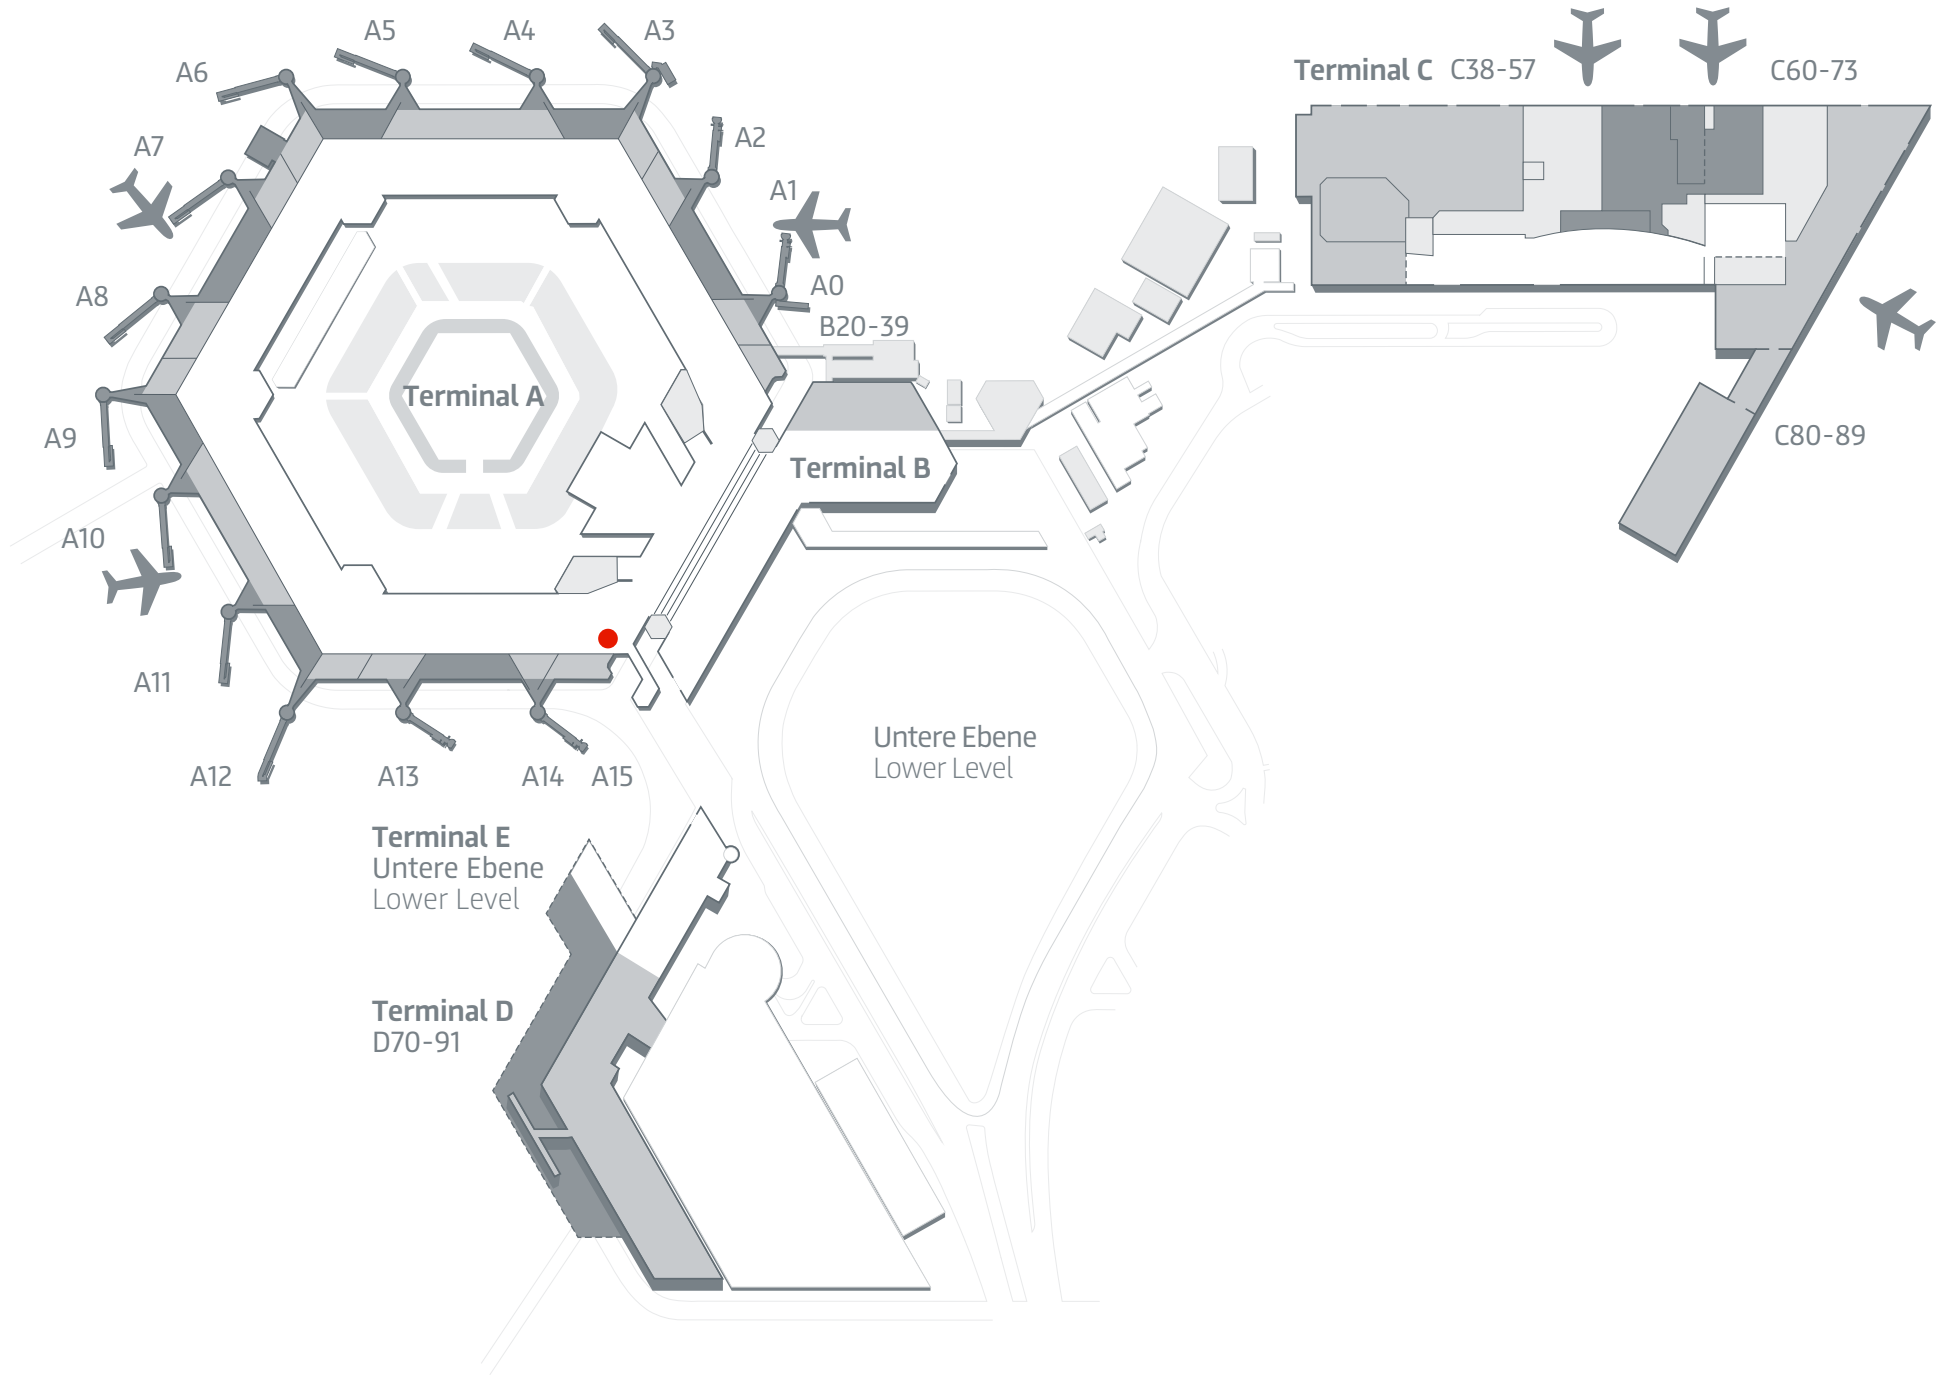 A5
A4
A3
A6
Terminal C C38-57
C60-73
A7
A2
A1
A8
A0
B20-39
Terminal A
A9
C80-89
Terminal B
A10
A11
Untere Ebene
Lower Level
A12
A13
A14
A15
Terminal E
Untere Ebene
Lower Level
Terminal D
D70-91